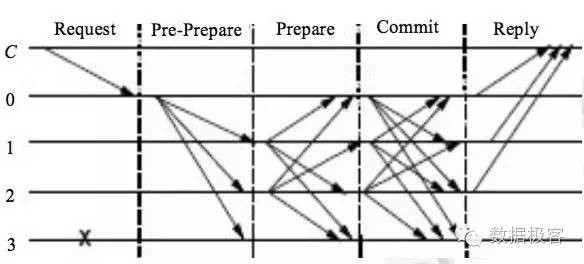 Request Pre-Prepare Prepare Commit Reply
C
0
1
2
3
X
数据极客